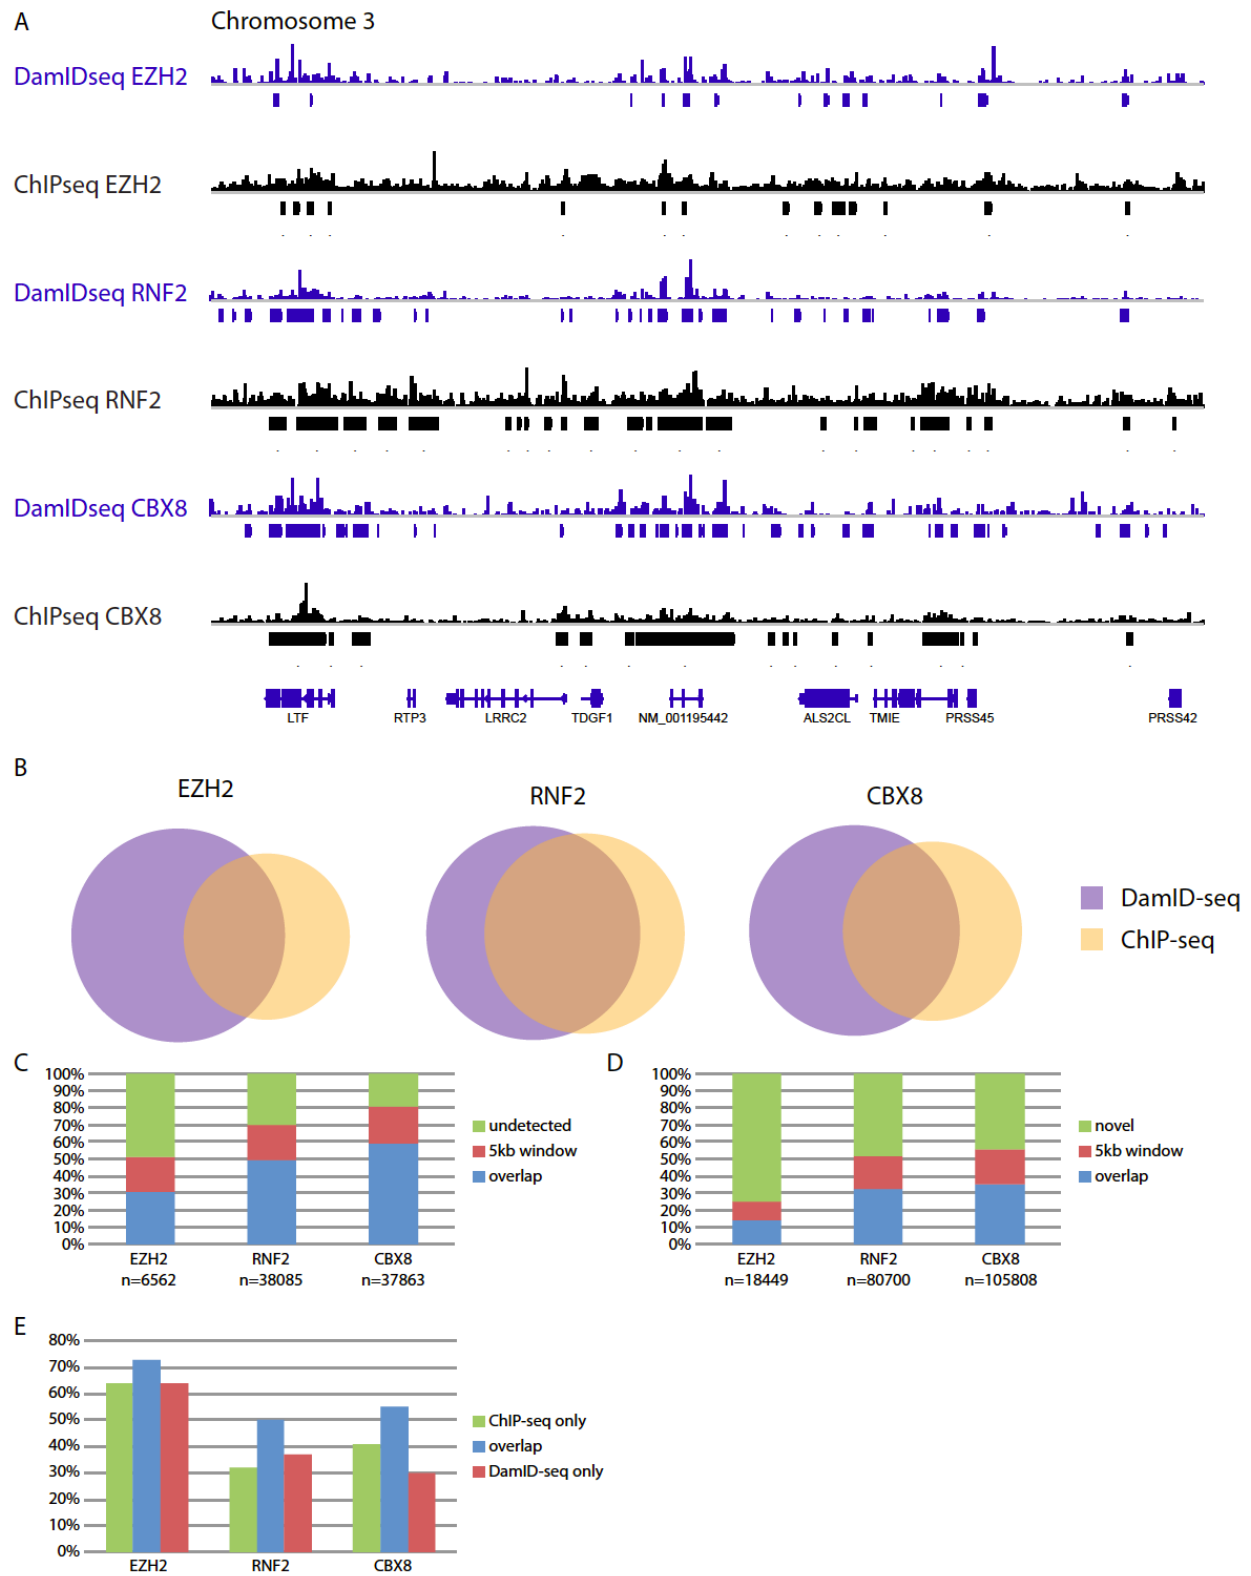 A
Chromosome 3
DamIDseq EZH2
ChIPseq EZH2
DamIDseq RNF2
ChIPseq RNF2
DamIDseq CBX8
ChIPseq CBX8
LTF RTP3 LRRC2 TDGF1 NM_001195442 ALS2CL TMIE PRSS45 PRSS42
B
EZH2 RNF2 CBX8
DamID-seq
ChIP-seq
C
100%
90%
80%
70%
60%
50%
40%
30%
20%
10%
0%
EZH2 RNF2 CBX8
n=6562 n=38085 n=37863
undetected
5kb window
overlap
D
100%
90%
80%
70%
60%
50%
40%
30%
20%
10%
0%
EZH2 RNF2 CBX8
n=18449 n=80700 n=105808
novel
5kb window
overlap
E
80%
70%
60%
50%
40%
30%
20%
10%
0%
EZH2 RNF2 CBX8
ChIP-seq only
overlap
DamID-seq only